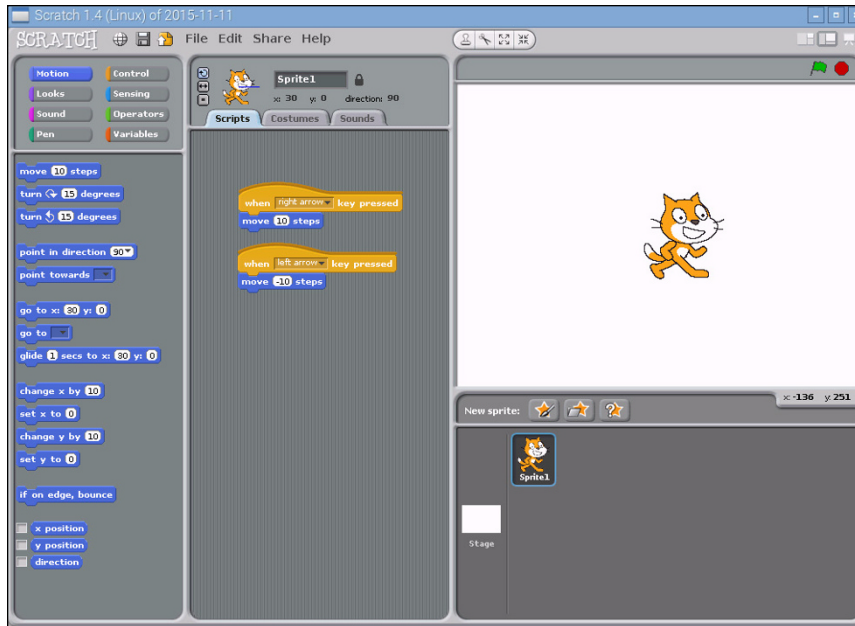 Scratch 1.4 (Linux) of 2015-11-11
SCRATCH File Edit Share Help
Motion Control
Looks Sensing
Sound Operators
Pen Variables
move 10 steps
turn 15 degrees
turn 15 degrees
point in direction 90
point towards
go to x: 30 y: 0
go to
glide 1 secs to x: 30 y: 0
change x by 10
set x to 0
change y by 10
set y to 0
if on edge, bounce
x position
y position
direction
Sprite1
x: 30 y: 0 direction: 90
Scripts Costumes Sounds
when right arrow key pressed
move 10 steps
when left arrow key pressed
move -10 steps
x: -136 y: 251
New sprite:
Sprite1
Stage